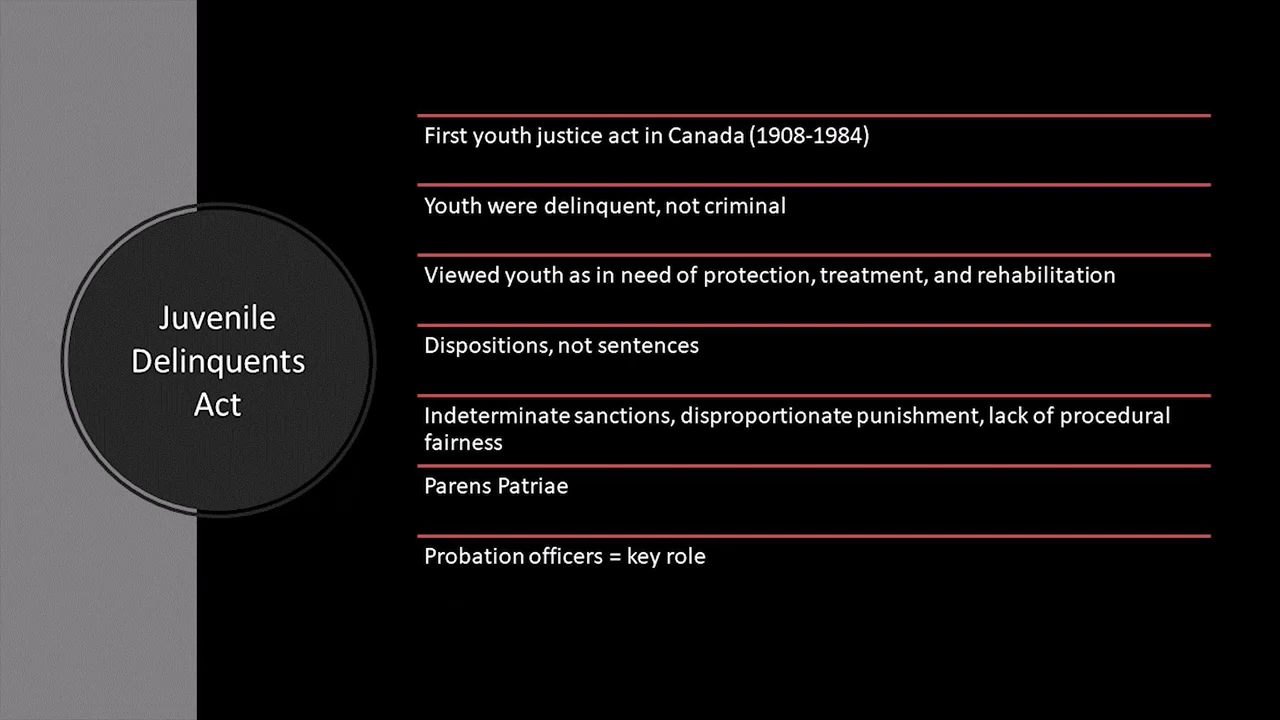 Juvenile
Delinquents
Act
First youth justice act in Canada (1908-1984)
Youth were delinquent, not criminal
Viewed youth as in need of protection, treatment, and rehabilitation
Dispositions, not sentences
Indeterminate sanctions, disproportionate punishment, lack of procedural
fairness
Parens Patriae
Probation officers = key role